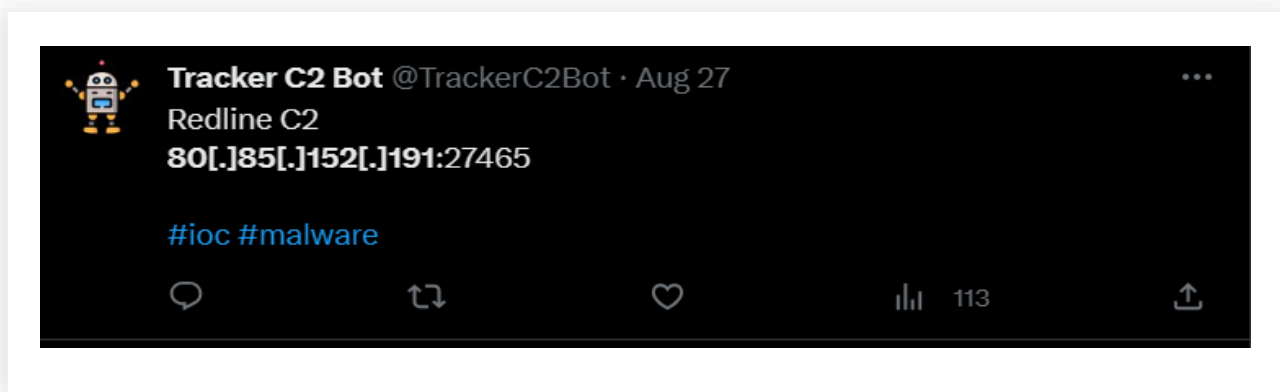 Tracker C2 Bot @TrackerC2Bot · Aug 27
Redline C2
80[.]85[.]152[.]191:27465
#ioc #malware
113